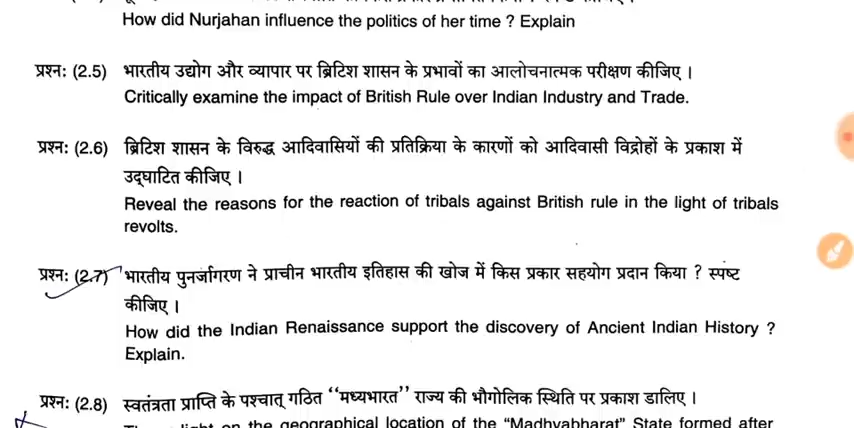 How did Nurjahan influence the politics of her time ? Explain
प्रश्न: (2.5) भारतीय उद्योग और व्यापार पर ब्रिटिश शासन के प्रभावों का आलोचनात्मक परीक्षण कीजिए ।
Critically examine the impact of British Rule over Indian Industry and Trade.
प्रश्न: (2.6) ब्रिटिश शासन के विरुद्ध आदिवासियों की प्रतिक्रिया के कारणों को आदिवासी विद्रोहों के प्रकाश में
उद्घाटित कीजिए ।
Reveal the reasons for the reaction of tribals against British rule in the light of tribals
revolts.
प्रश्न: (2.7) भारतीय पुनर्जागरण ने प्राचीन भारतीय इतिहास की खोज में किस प्रकार सहयोग प्रदान किया ? स्पष्ट
कीजिए ।
How did the Indian Renaissance support the discovery of Ancient Indian History ?
Explain.
प्रश्न: (2.8) स्वतंत्रता प्राप्ति के पश्चात् गठित "मध्यभारत" राज्य की भौगोलिक स्थिति पर प्रकाश डालिए ।
light on the geographical location of the "Madhyabharat" State formed after